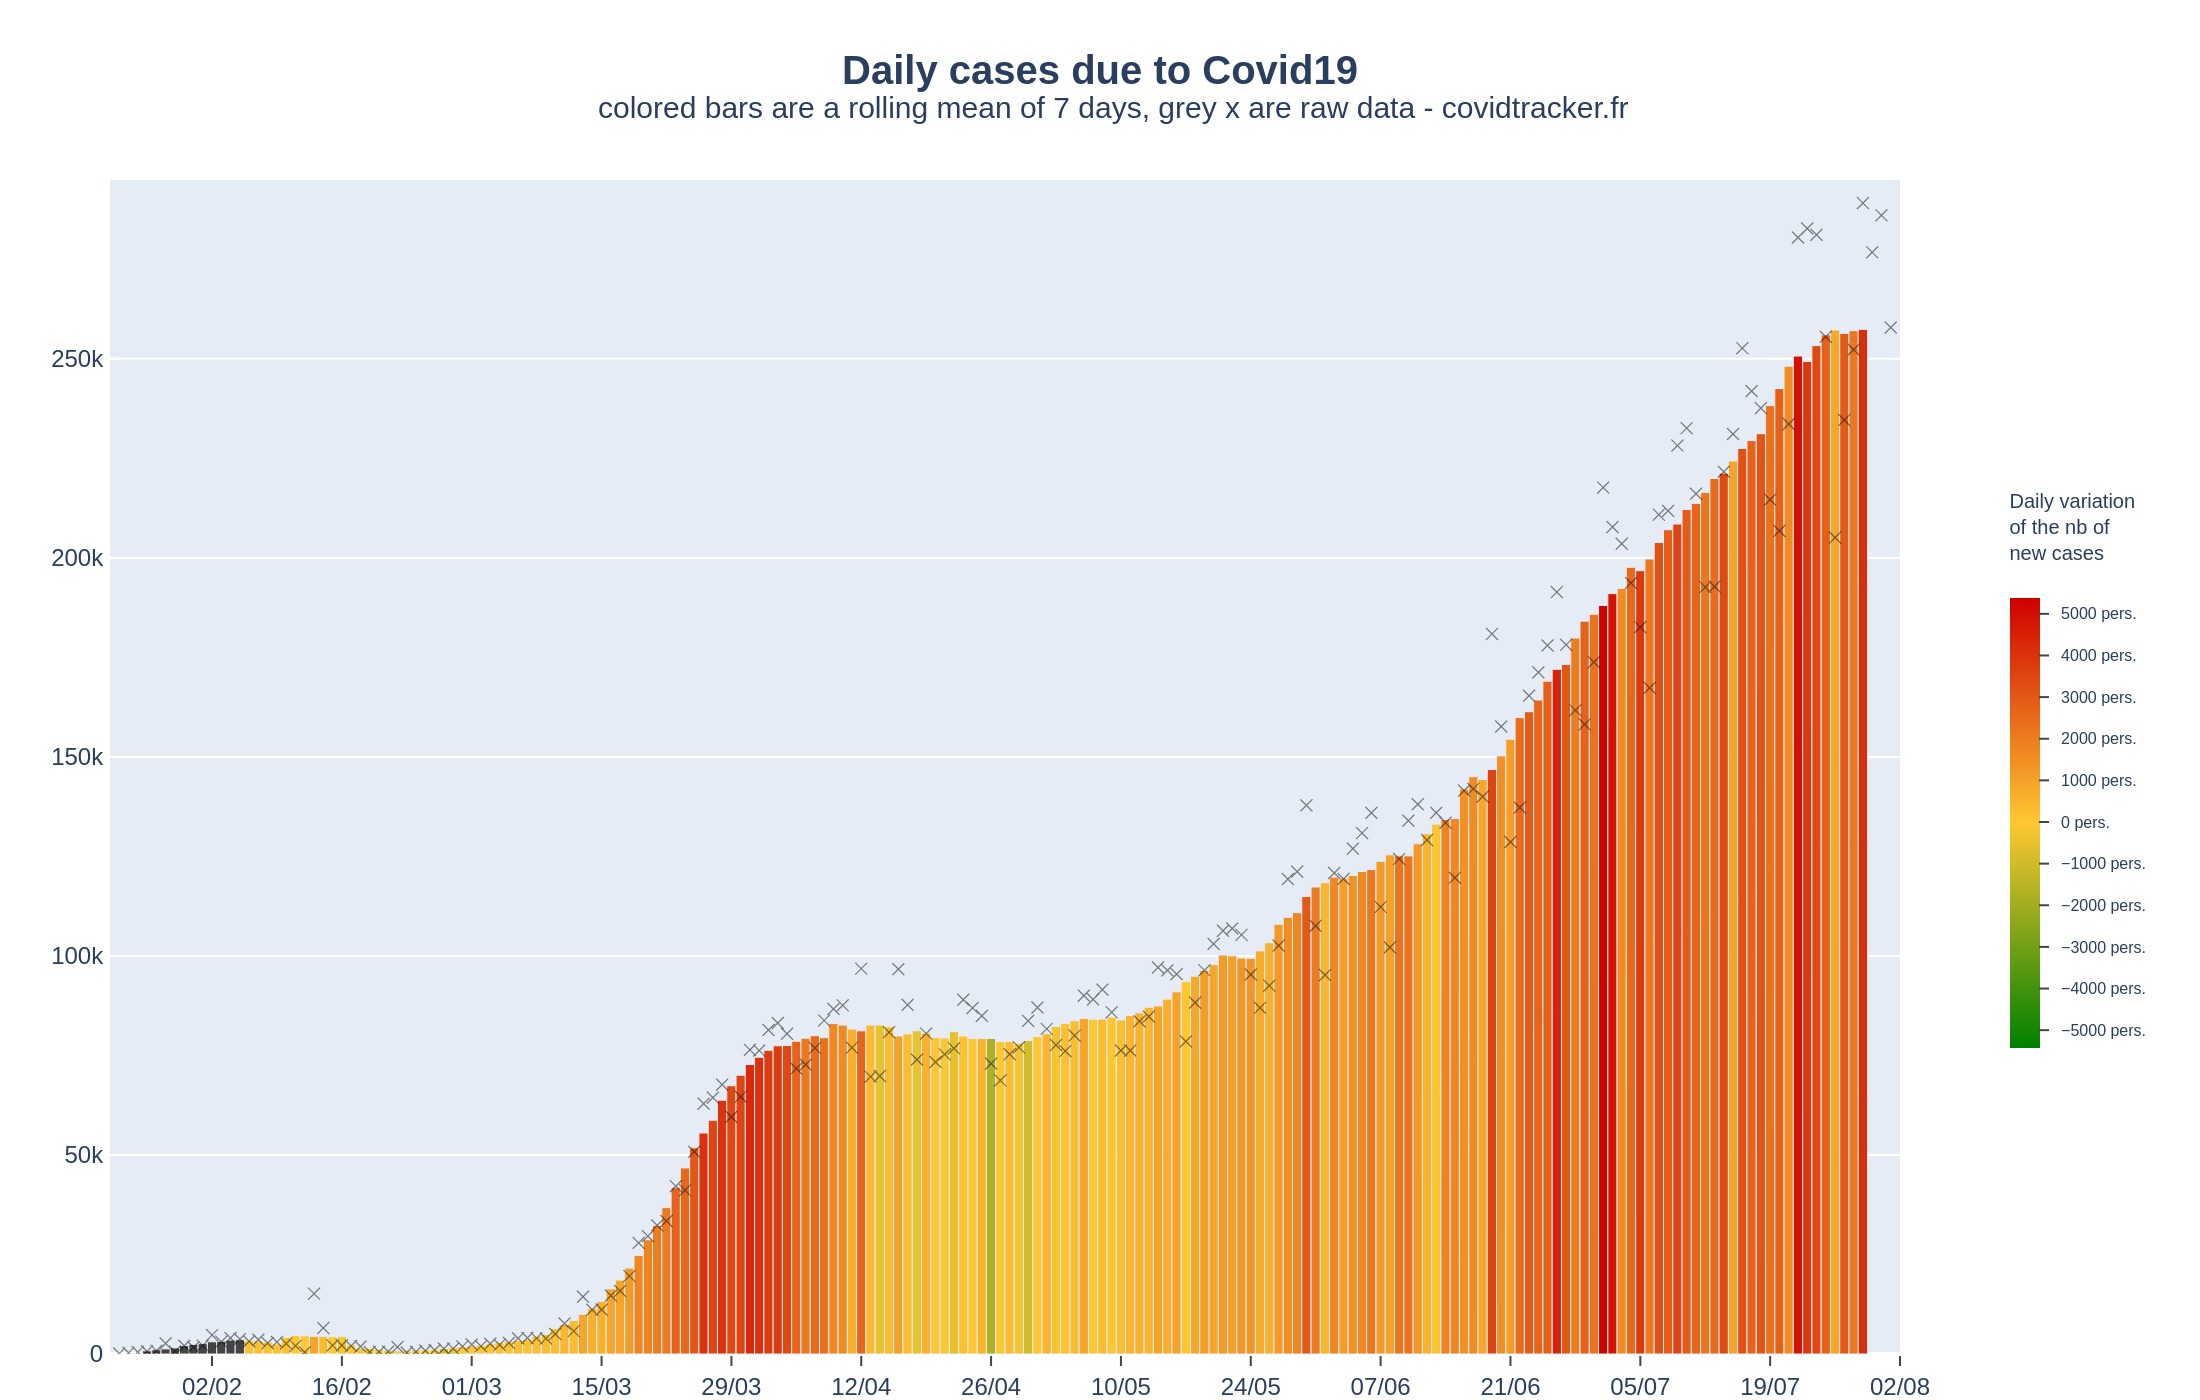 Daily cases due to Covid19
colored bars are a rolling mean of 7 days, grey x are raw data - covidtracker.fr
250k
200k
150k
100k
50k
0
02/02
16/02
01/03
15/03
29/03
12/04
26/04
10/05
24/05
07/06
21/06
05/07
19/07
02/08
Daily variation
of the nb of
new cases
5000 pers.
4000 pers.
3000 pers.
2000 pers.
1000 pers.
0 pers.
−1000 pers.
−2000 pers.
−3000 pers.
−4000 pers.
−5000 pers.